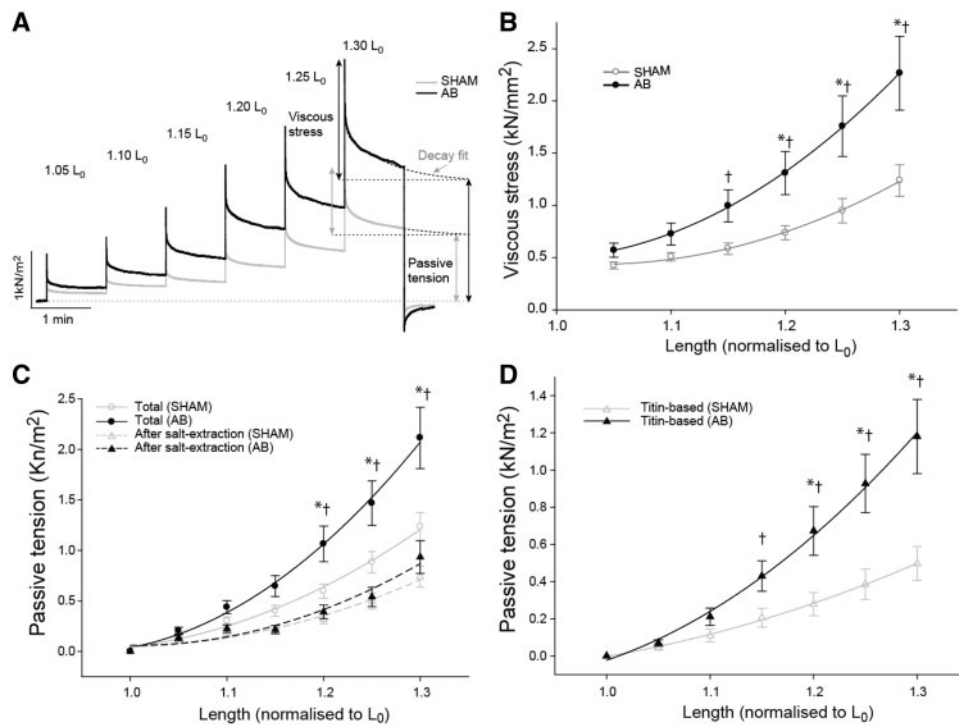 A
1.30 L₀
SHAM
AB
1.25 L₀
Viscous
stress
1.20 L₀
1.15 L₀
Decay fit
1.10 L₀
1.05 L₀
Passive
tension
1kN/m²
1 min
B
Viscous stress (kN/mm²)
SHAM
AB
2.5
2.0
1.5
1.0
0.5
0.0
*†
*†
*†
†
1.0
1.1
1.2
1.3
Length (normalised to L₀)
C
Passive tension (Kn/m²)
Total (SHAM)
Total (AB)
After salt-extraction (SHAM)
After salt-extraction (AB)
2.5
2.0
1.5
1.0
0.5
0.0
*†
*†
*†
1.0
1.1
1.2
1.3
Length (normalised to L₀)
D
Passive tension (kN/m²)
Titin-based (SHAM)
Titin-based (AB)
1.4
1.2
1.0
0.8
0.6
0.4
0.2
0.0
*†
*†
*†
†
1.0
1.1
1.2
1.3
Length (normalised to L₀)